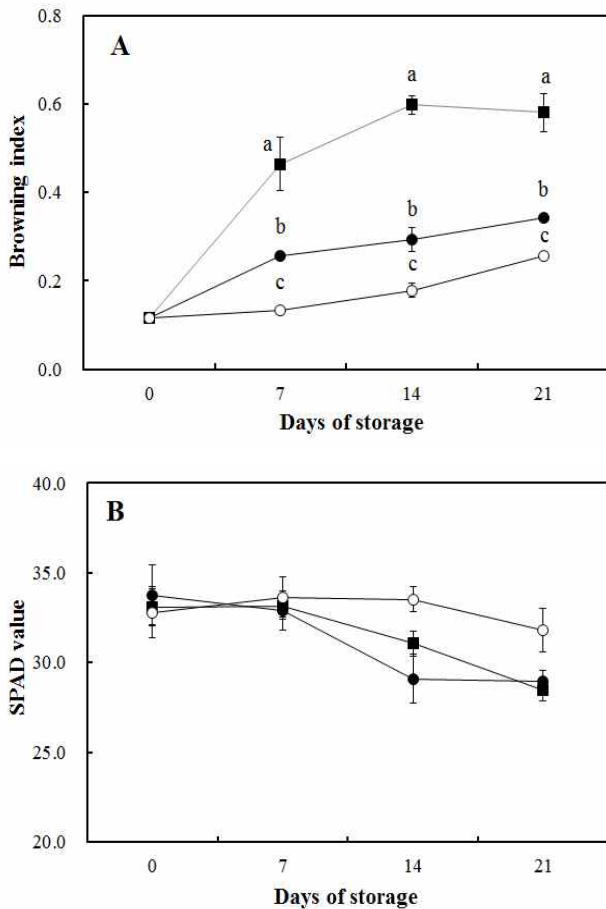 A
Browning index
0.8
0.6
0.4
0.2
0.0
a
a
a
b
b
b
c
c
c
0
7
14
21
Days of storage
B
SPAD value
40.0
35.0
30.0
25.0
20.0
0
7
14
21
Days of storage